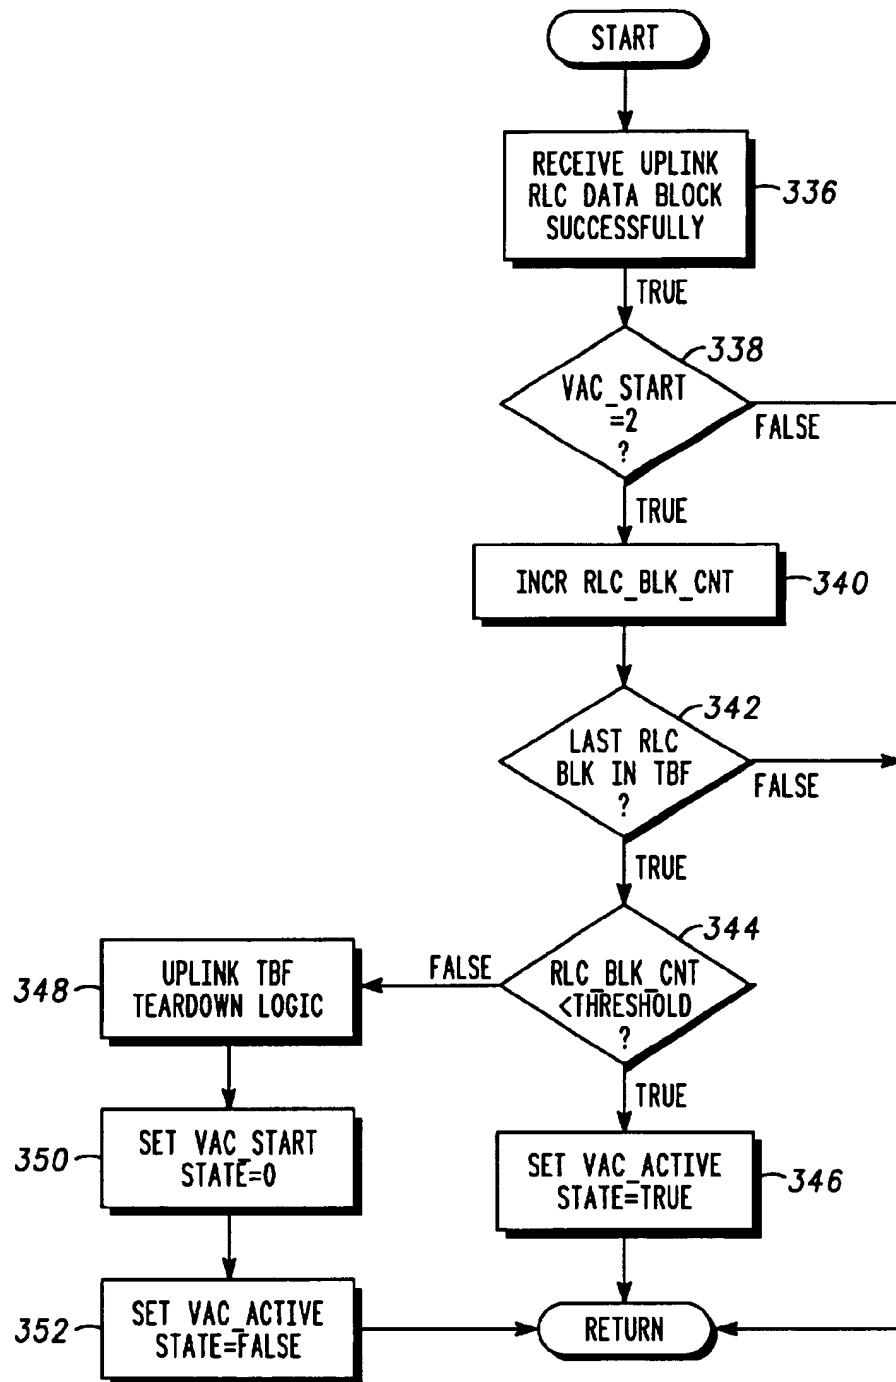 START
RECEIVE UPLINK
RLC DATA BLOCK
SUCCESSFULLY
336
TRUE
338
VAC_START
=2
?
FALSE
TRUE
INCR RLC_BLK_CNT
340
342
LAST RLC
BLK IN TBF
?
FALSE
TRUE
344
RLC_BLK_CNT
<THRESHOLD
?
FALSE
348
UPLINK TBF
TEARDOWN LOGIC
TRUE
350
SET VAC_START
STATE=0
SET VAC_ACTIVE
STATE=TRUE
346
352
SET VAC_ACTIVE
STATE=FALSE
RETURN